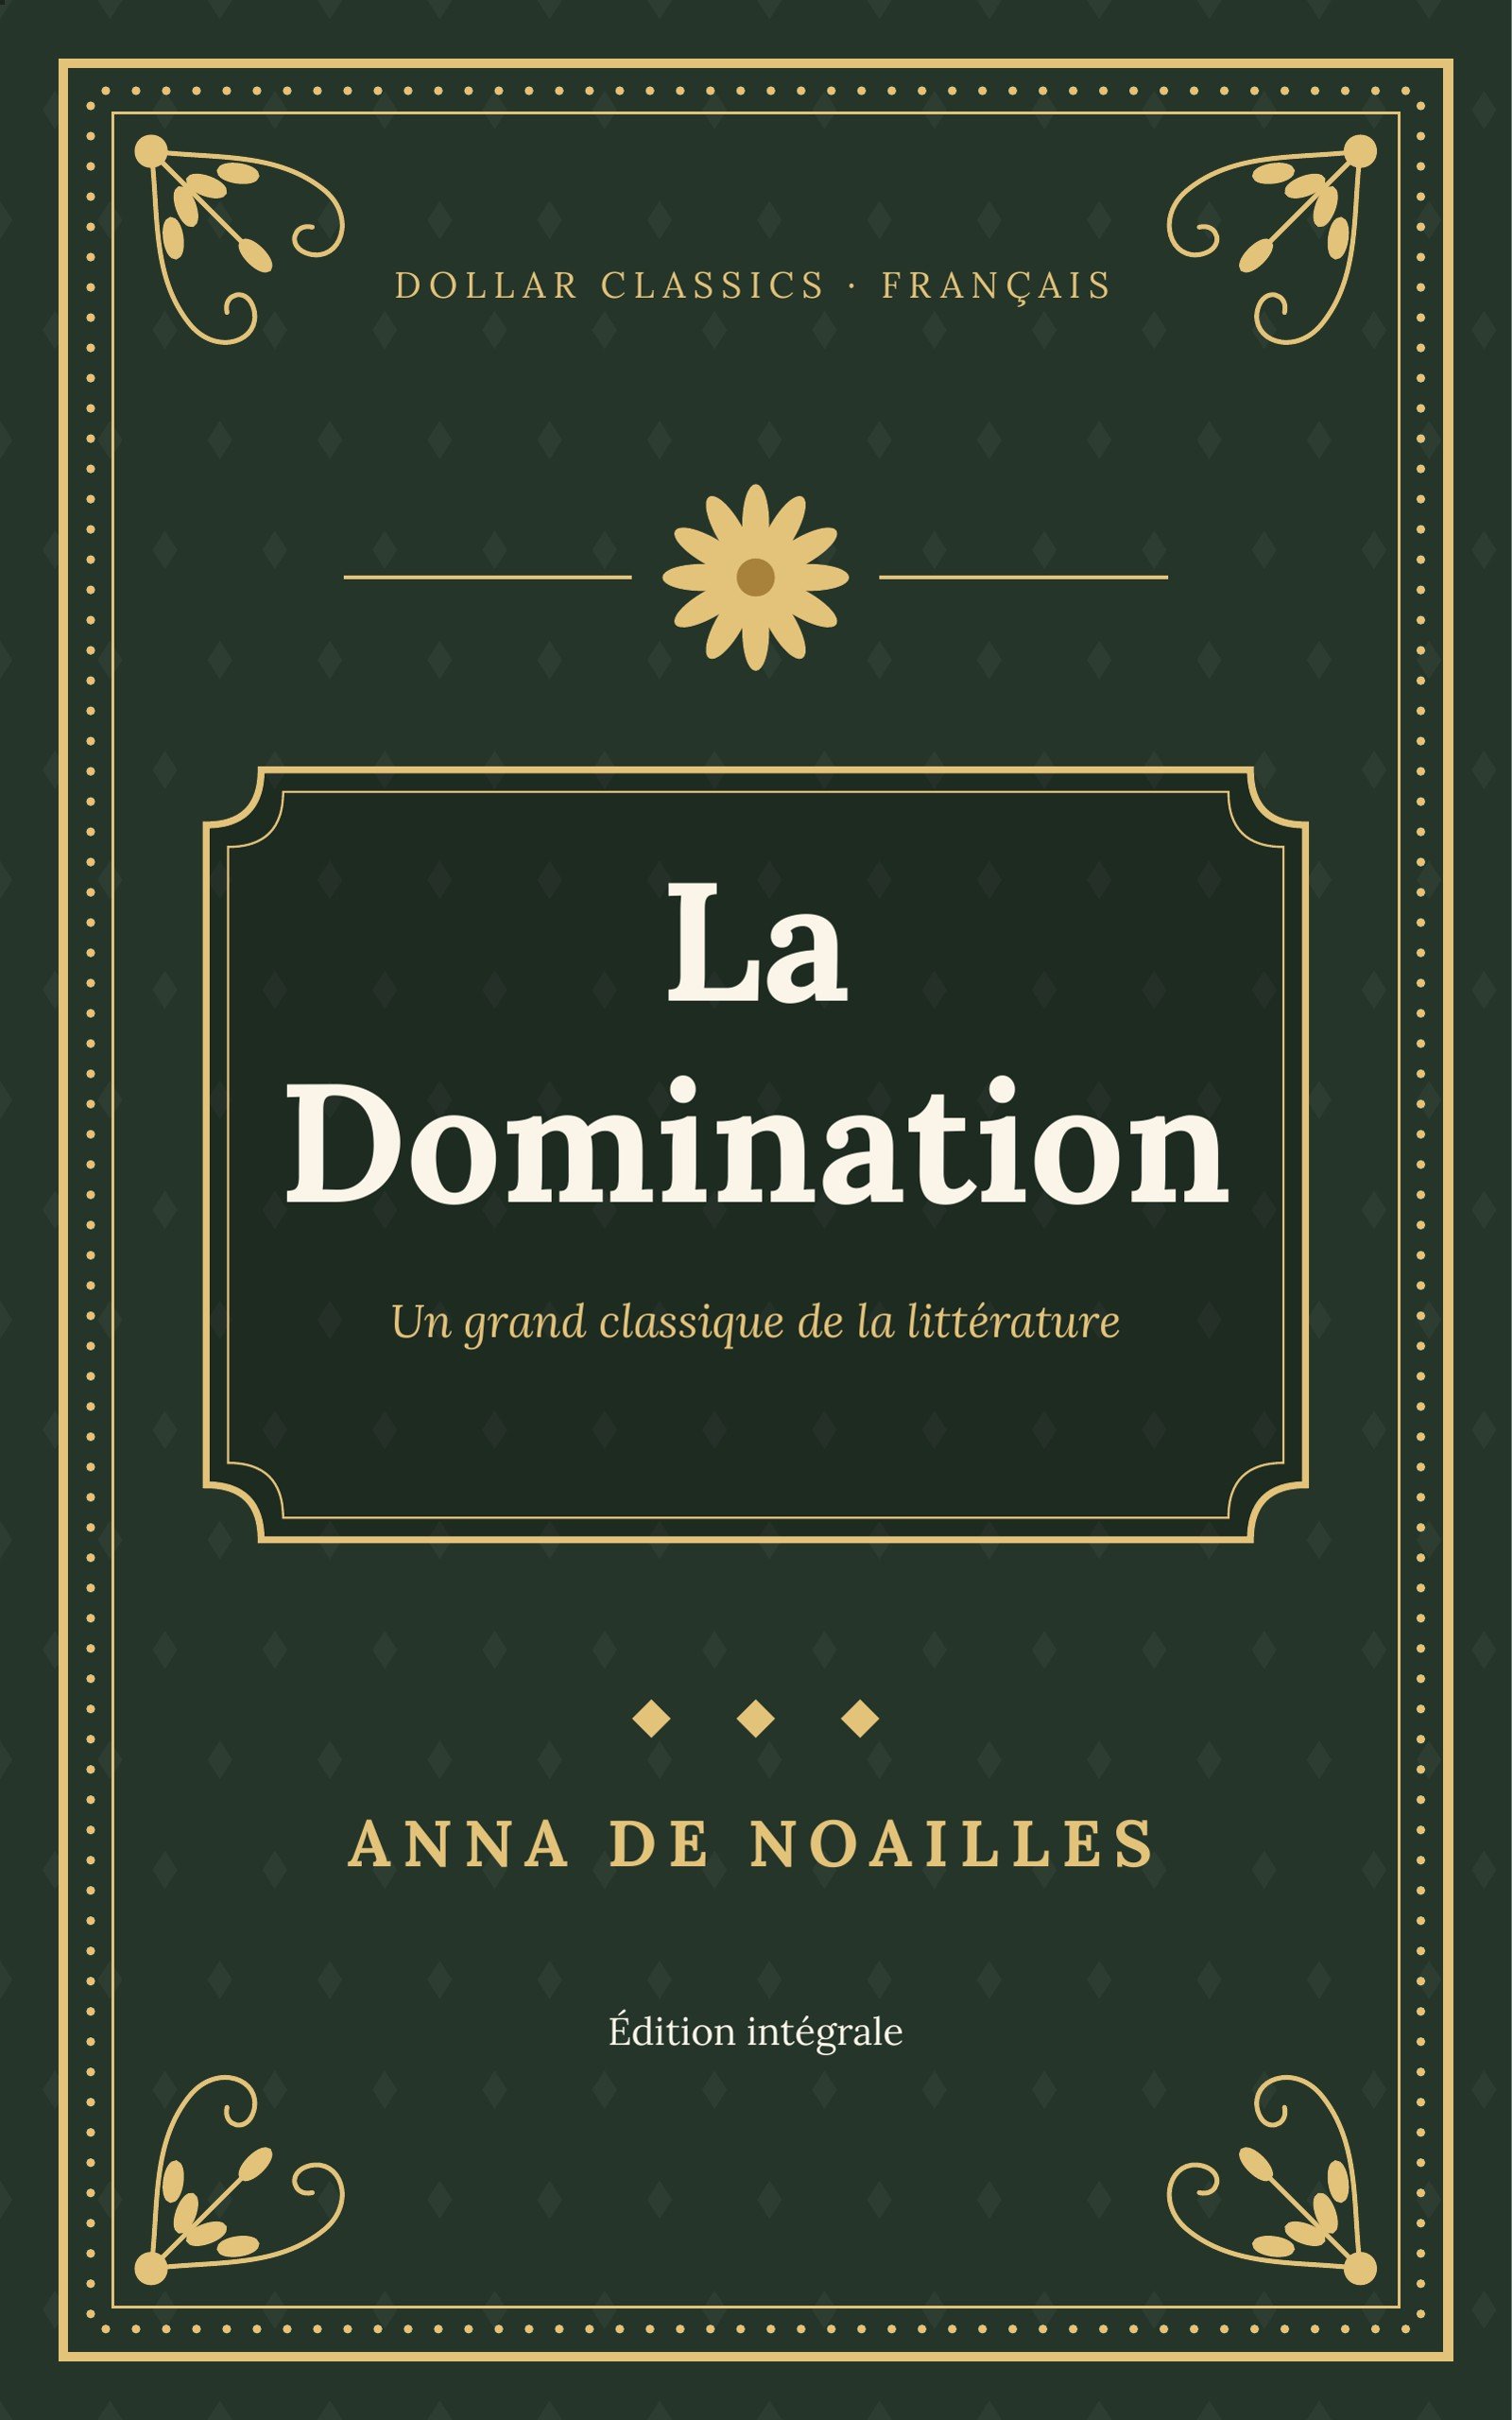 DOLLAR CLASSICS · FRANÇAIS
La
Domination
Un grand classique de la littérature
ANNA DE NOAILLES
Édition intégrale